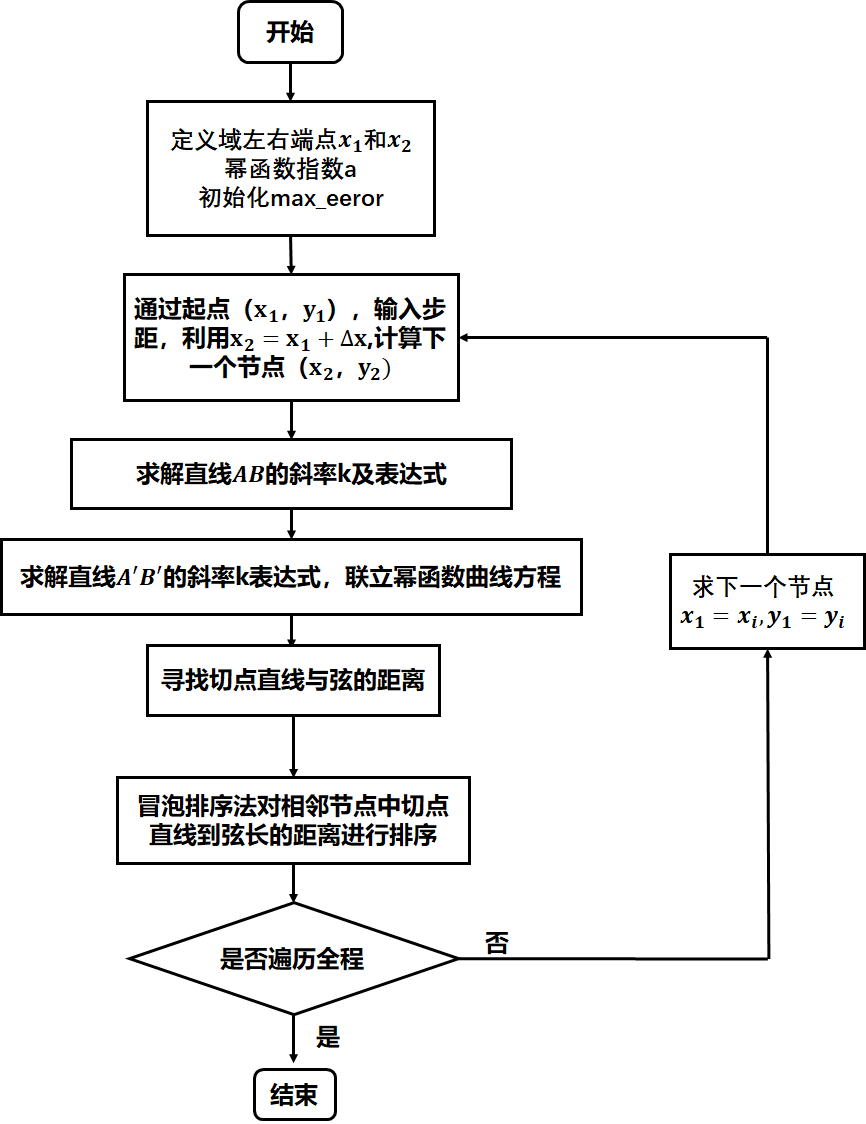 开始
定义域左右端点x₁和x₂
幂函数指数a
初始化max_eeror
通过起点（x₁，y₁），输入步
距，利用x₂ = x₁ + Δx,计算下
一个节点（x₂，y₂）
求解直线AB的斜率k及表达式
求解直线A′B′的斜率k表达式，联立幂函数曲线方程
求下一个节点
x₁ = xᵢ, y₁ = yᵢ
寻找切点直线与弦的距离
冒泡排序法对相邻节点中切点
直线到弦长的距离进行排序
是否遍历全程
否
是
结束